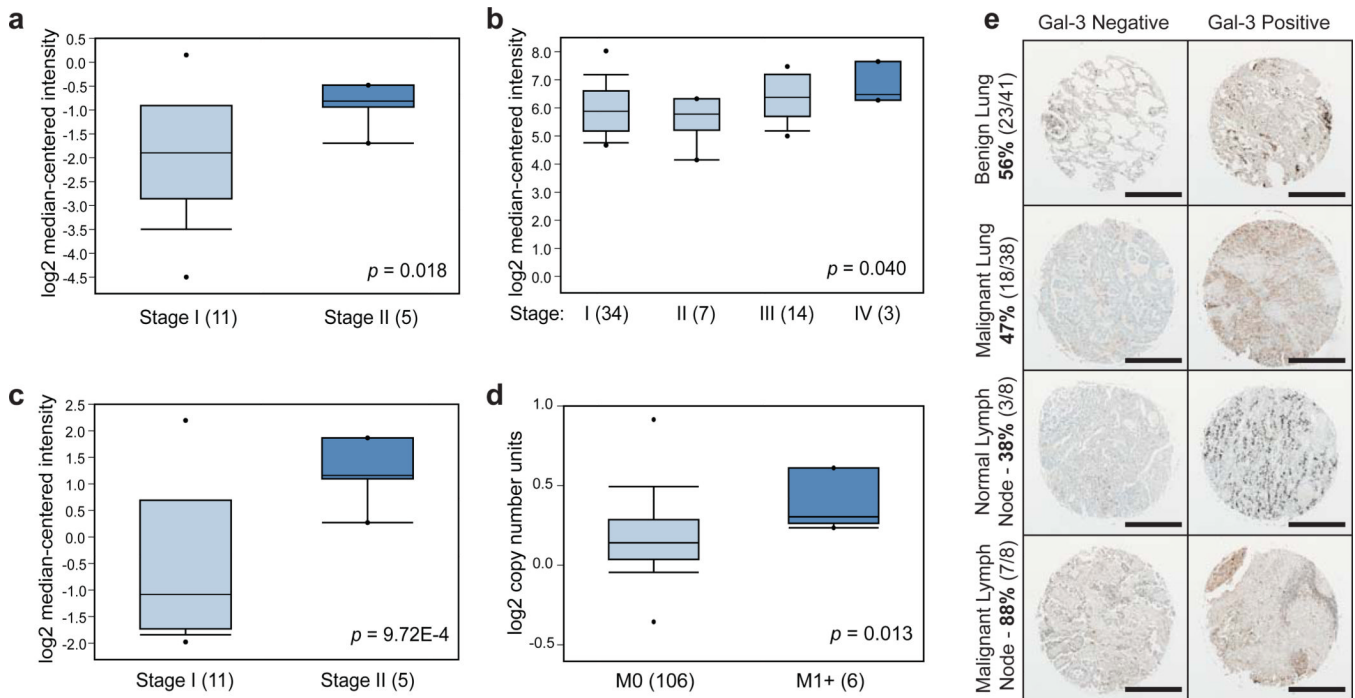 a
log2 median-centered intensity
0.5
0.0
-0.5
-1.0
-1.5
-2.0
-2.5
-3.0
-3.5
-4.0
-4.5
p = 0.018
Stage I (11)
Stage II (5)
b
log2 median-centered intensity
8.0
7.0
6.0
5.0
4.0
3.0
2.0
1.0
0.0
p = 0.040
Stage:
I (34)
II (7)
III (14)
IV (3)
c
log2 median-centered intensity
2.5
2.0
1.5
1.0
0.5
0.0
-0.5
-1.0
-1.5
-2.0
p = 9.72E-4
Stage I (11)
Stage II (5)
d
log2 copy number units
1.0
0.5
0.0
-0.5
p = 0.013
M0 (106)
M1+ (6)
e
Gal-3 Negative
Gal-3 Positive
Benign Lung
56% (23/41)
Malignant Lung
47% (18/38)
Normal Lymph
Node - 38% (3/8)
Malignant Lymph
Node - 88% (7/8)